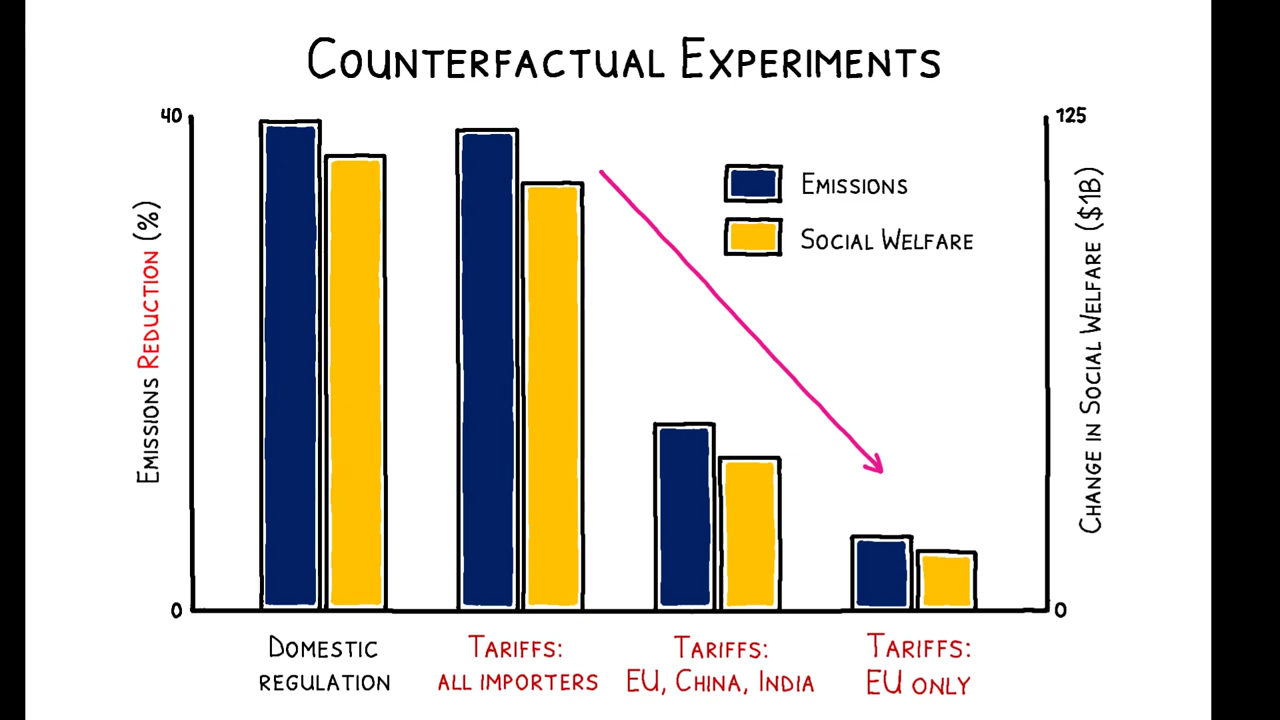 COUNTERFACTUAL EXPERIMENTS
40
125
EMISSIONS REDUCTION (%)
EMISSIONS
SOCIAL WELFARE
CHANGE IN SOCIAL WELFARE ($1B)
0
0
DOMESTIC
REGULATION
TARIFFS:
ALL IMPORTERS
TARIFFS:
EU, CHINA, INDIA
TARIFFS:
EU ONLY